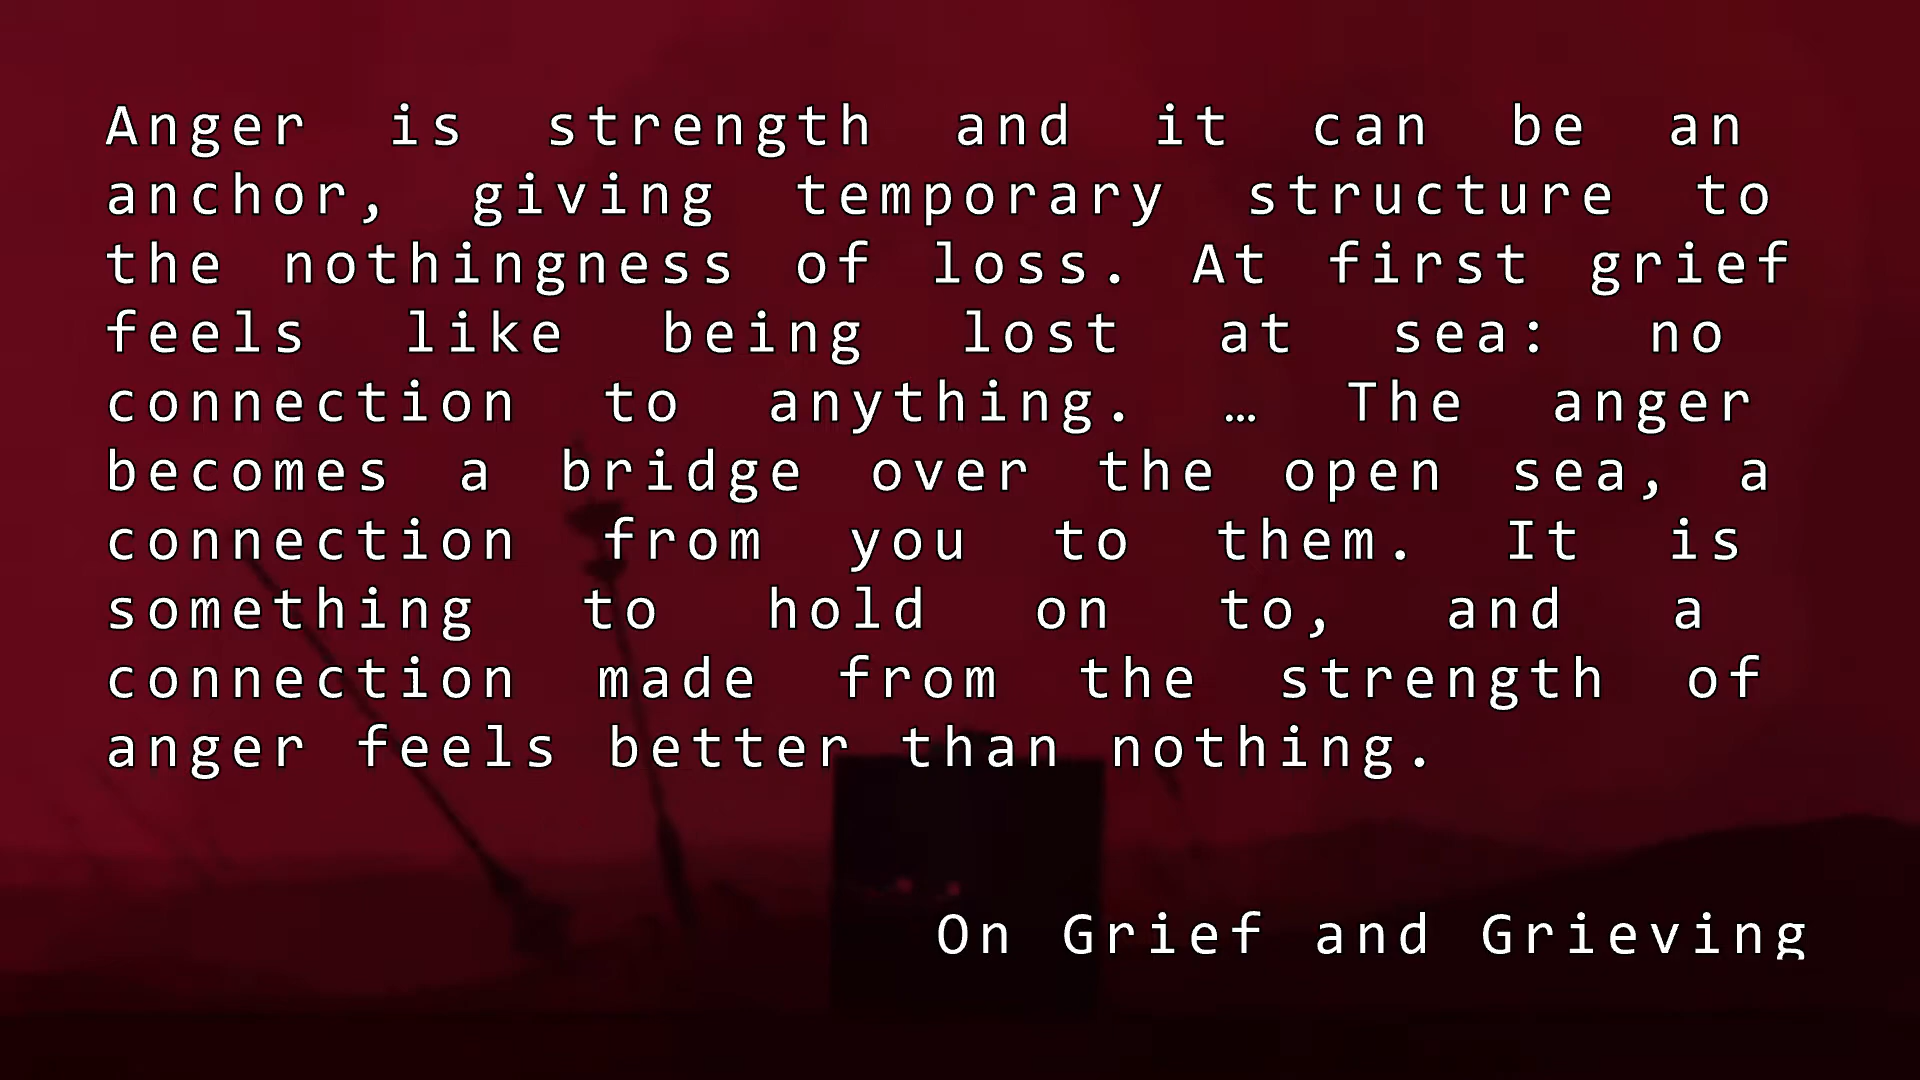 Anger is strength and it can be an
anchor, giving temporary structure to
the nothingness of loss. At first grief
feels like being lost at sea: no
connection to anything. … The anger
becomes a bridge over the open sea, a
connection from you to them. It is
something to hold on to, and a
connection made from the strength of
anger feels better than nothing.
On Grief and Grieving